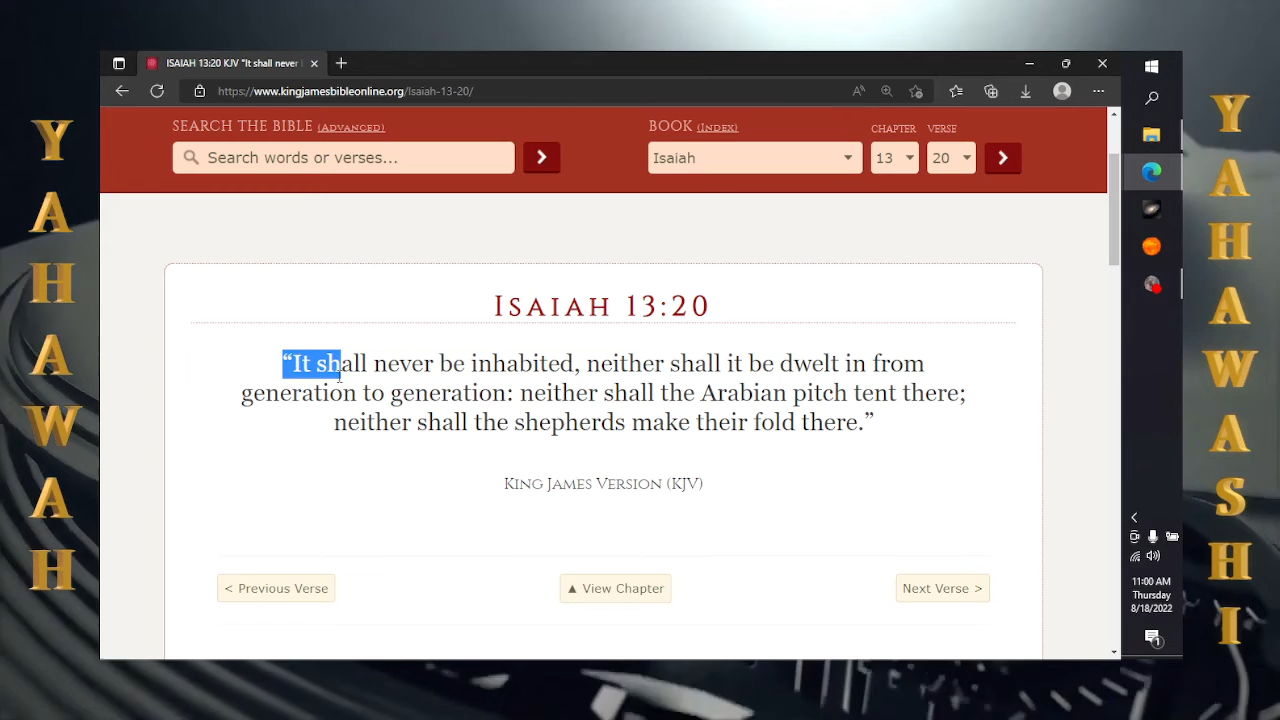 YAHAWAH
ISAIAH 13:20 KJV "It shall never
https://www.kingjamesbibleonline.org/Isaiah-13-20/
SEARCH THE BIBLE (ADVANCED)
BOOK (INDEX)
CHAPTER
VERSE
Search words or verses...
Isaiah
13
20
ISAIAH 13:20
“It shall never be inhabited, neither shall it be dwelt in from
generation to generation: neither shall the Arabian pitch tent there;
neither shall the shepherds make their fold there.”
KING JAMES VERSION (KJV)
< Previous Verse
▲ View Chapter
Next Verse >
11:00 AM
Thursday
8/18/2022
1
YAHAWASHI